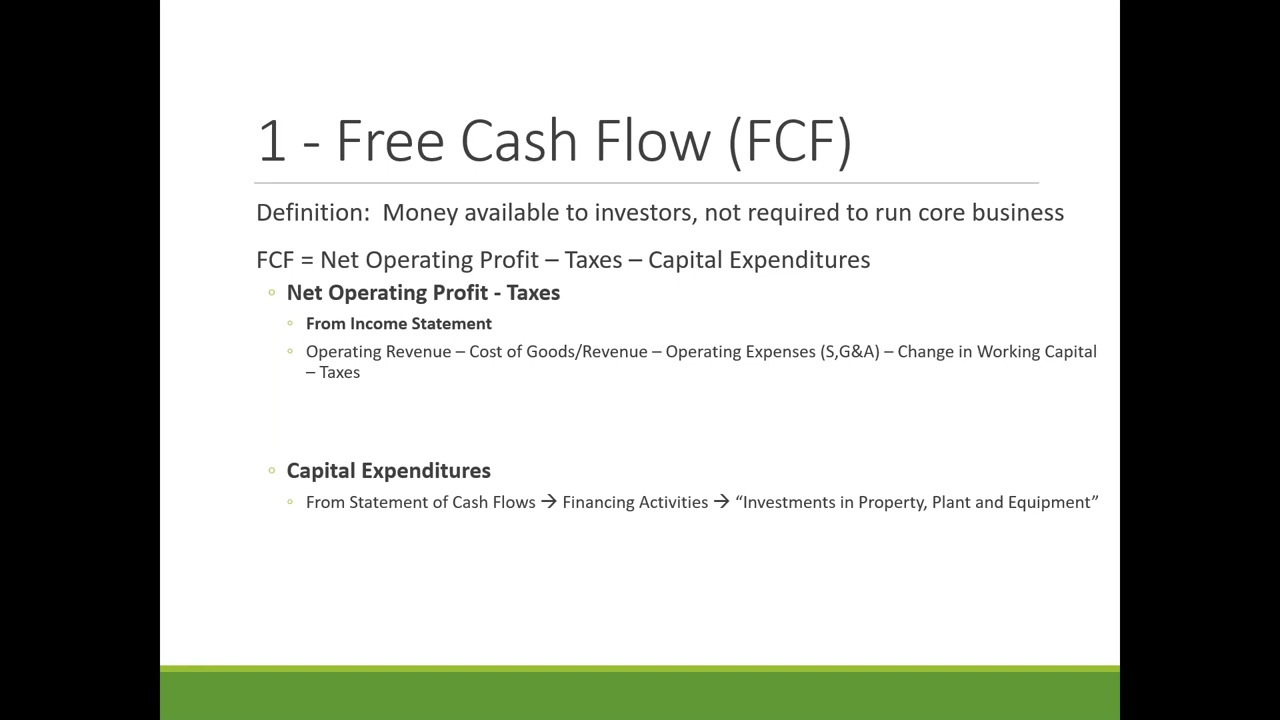 1 - Free Cash Flow (FCF)
Definition:  Money available to investors, not required to run core business
FCF = Net Operating Profit – Taxes – Capital Expenditures
◦ Net Operating Profit - Taxes
◦ From Income Statement
◦ Operating Revenue – Cost of Goods/Revenue – Operating Expenses (S,G&A) – Change in Working Capital
– Taxes
◦ Capital Expenditures
◦ From Statement of Cash Flows → Financing Activities → “Investments in Property, Plant and Equipment”